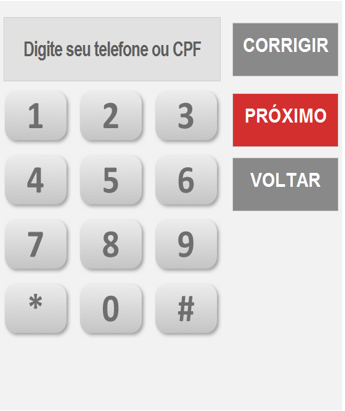 Digite seu telefone ou CPF
CORRIGIR
1 2 3
PRÓXIMO
4 5 6
VOLTAR
7 8 9
* 0 #